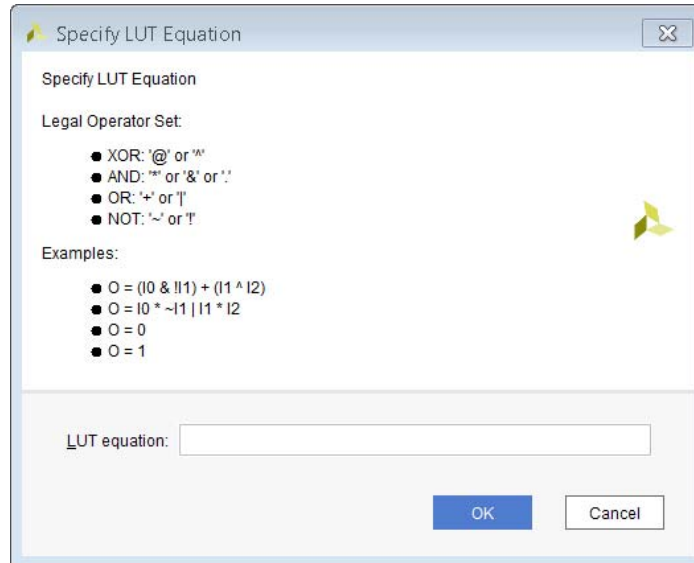 Specify LUT Equation
Specify LUT Equation
Legal Operator Set:
● XOR: '@' or '^'
● AND: '*' or '&' or '.'
● OR: '+' or '|'
● NOT: '~' or '!'
Examples:
● O = (I0 & !I1) + (I1 ^ I2)
● O = I0 * ~I1 | I1 * I2
● O = 0
● O = 1
LUT equation:
OK Cancel